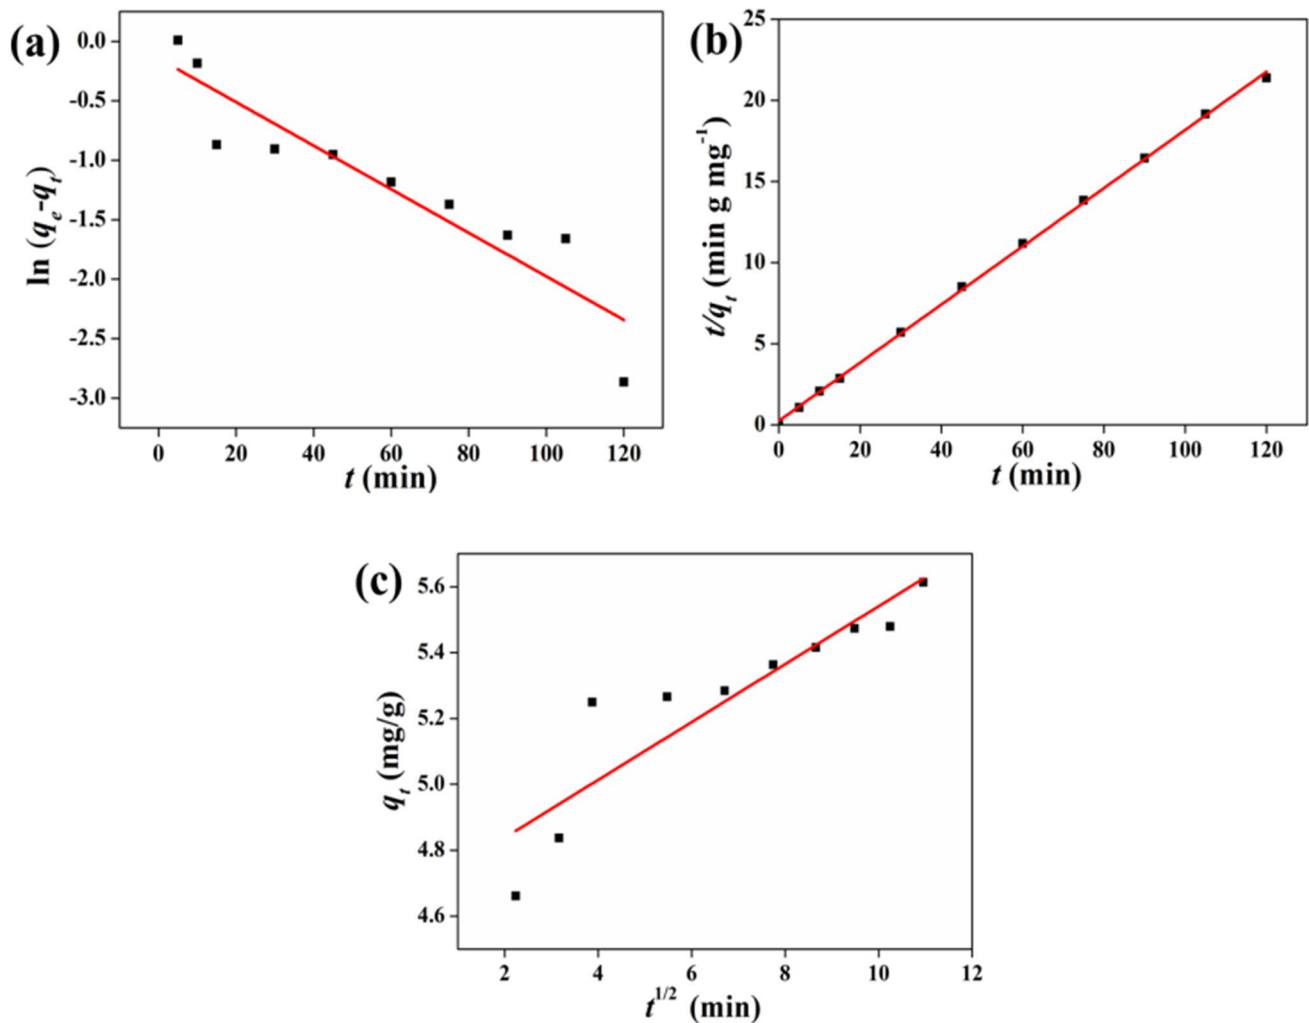 (a)
0.0
-0.5
-1.0
-1.5
-2.0
-2.5
-3.0
ln (qe-qt)
0 20 40 60 80 100 120
t (min)
(b)
25
20
15
10
5
0
t/qt (min g mg-1)
0 20 40 60 80 100 120
t (min)
(c)
5.6
5.4
5.2
5.0
4.8
4.6
qt (mg/g)
2 4 6 8 10 12
t1/2 (min)